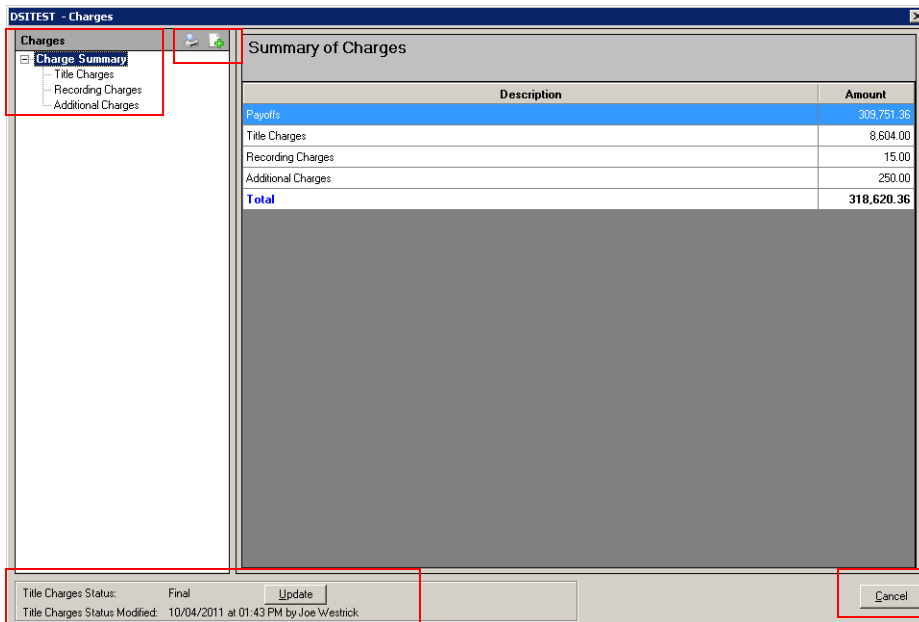 DSITEST - Charges
Charges
Charge Summary
Title Charges
Recording Charges
Additional Charges
Summary of Charges
Description Amount
Payoffs 309,751.36
Title Charges 8,604.00
Recording Charges 15.00
Additional Charges 250.00
Total 318,620.36
Title Charges Status: Final Update
Title Charges Status Modified: 10/04/2011 at 01:43 PM by Joe Westrick
Cancel